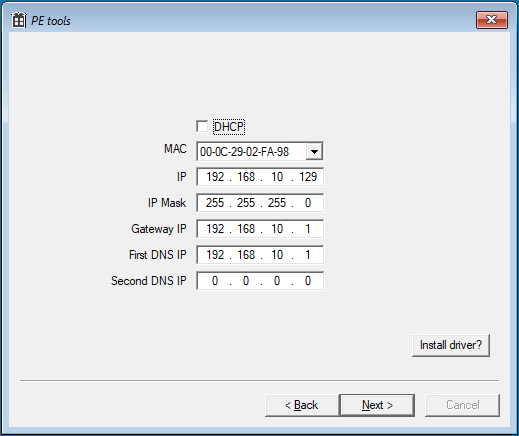 PE tools
DHCP
MAC 00-0C-29-02-FA-98
IP 192 . 168 . 10 . 129
IP Mask 255 . 255 . 255 . 0
Gateway IP 192 . 168 . 10 . 1
First DNS IP 192 . 168 . 10 . 1
Second DNS IP 0 . 0 . 0 . 0
Install driver?
< Back Next > Cancel